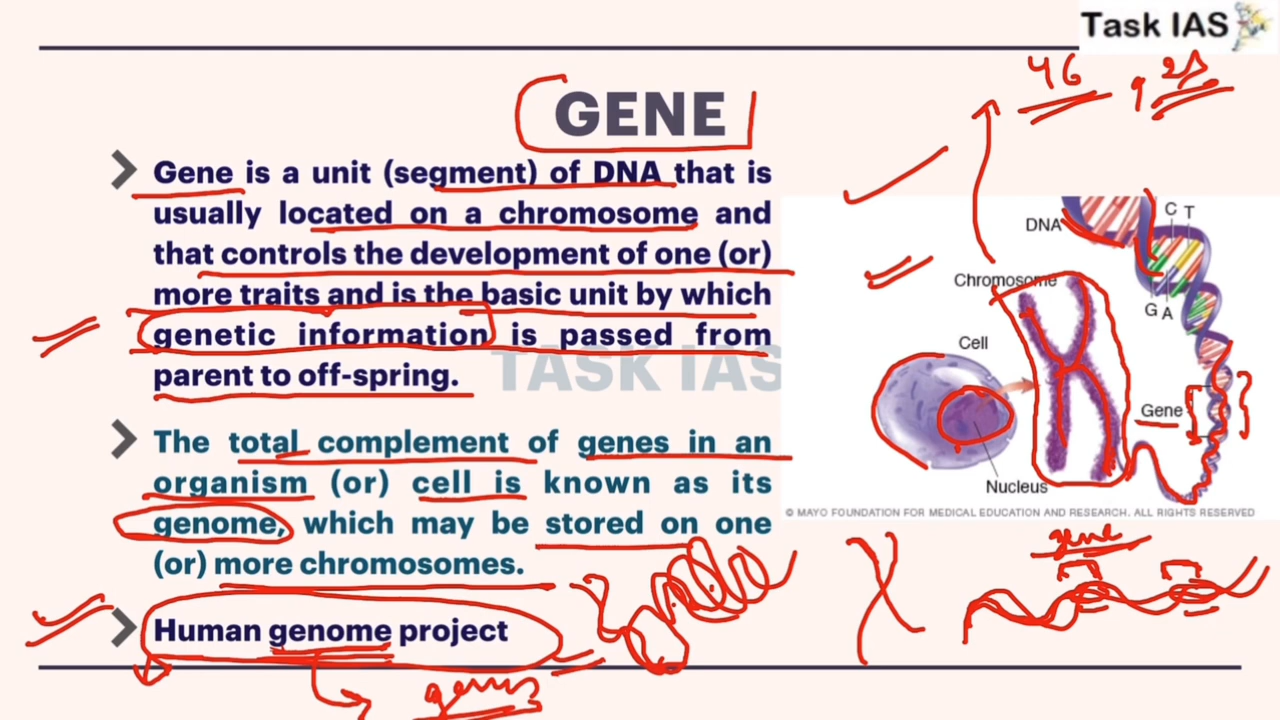 Task IAS
46, 23
GENE
Gene is a unit (segment) of DNA that is
usually located on a chromosome and
that controls the development of one (or)
more traits and is the basic unit by which
genetic information is passed from
parent to off-spring.
TASK IAS
The total complement of genes in an
organism (or) cell is known as its
genome, which may be stored on one
(or) more chromosomes.
Human genome project
DNA
C T
G A
Chromosome
Cell
Gene
Nucleus
© MAYO FOUNDATION FOR MEDICAL EDUCATION AND RESEARCH. ALL RIGHTS RESERVED
gene